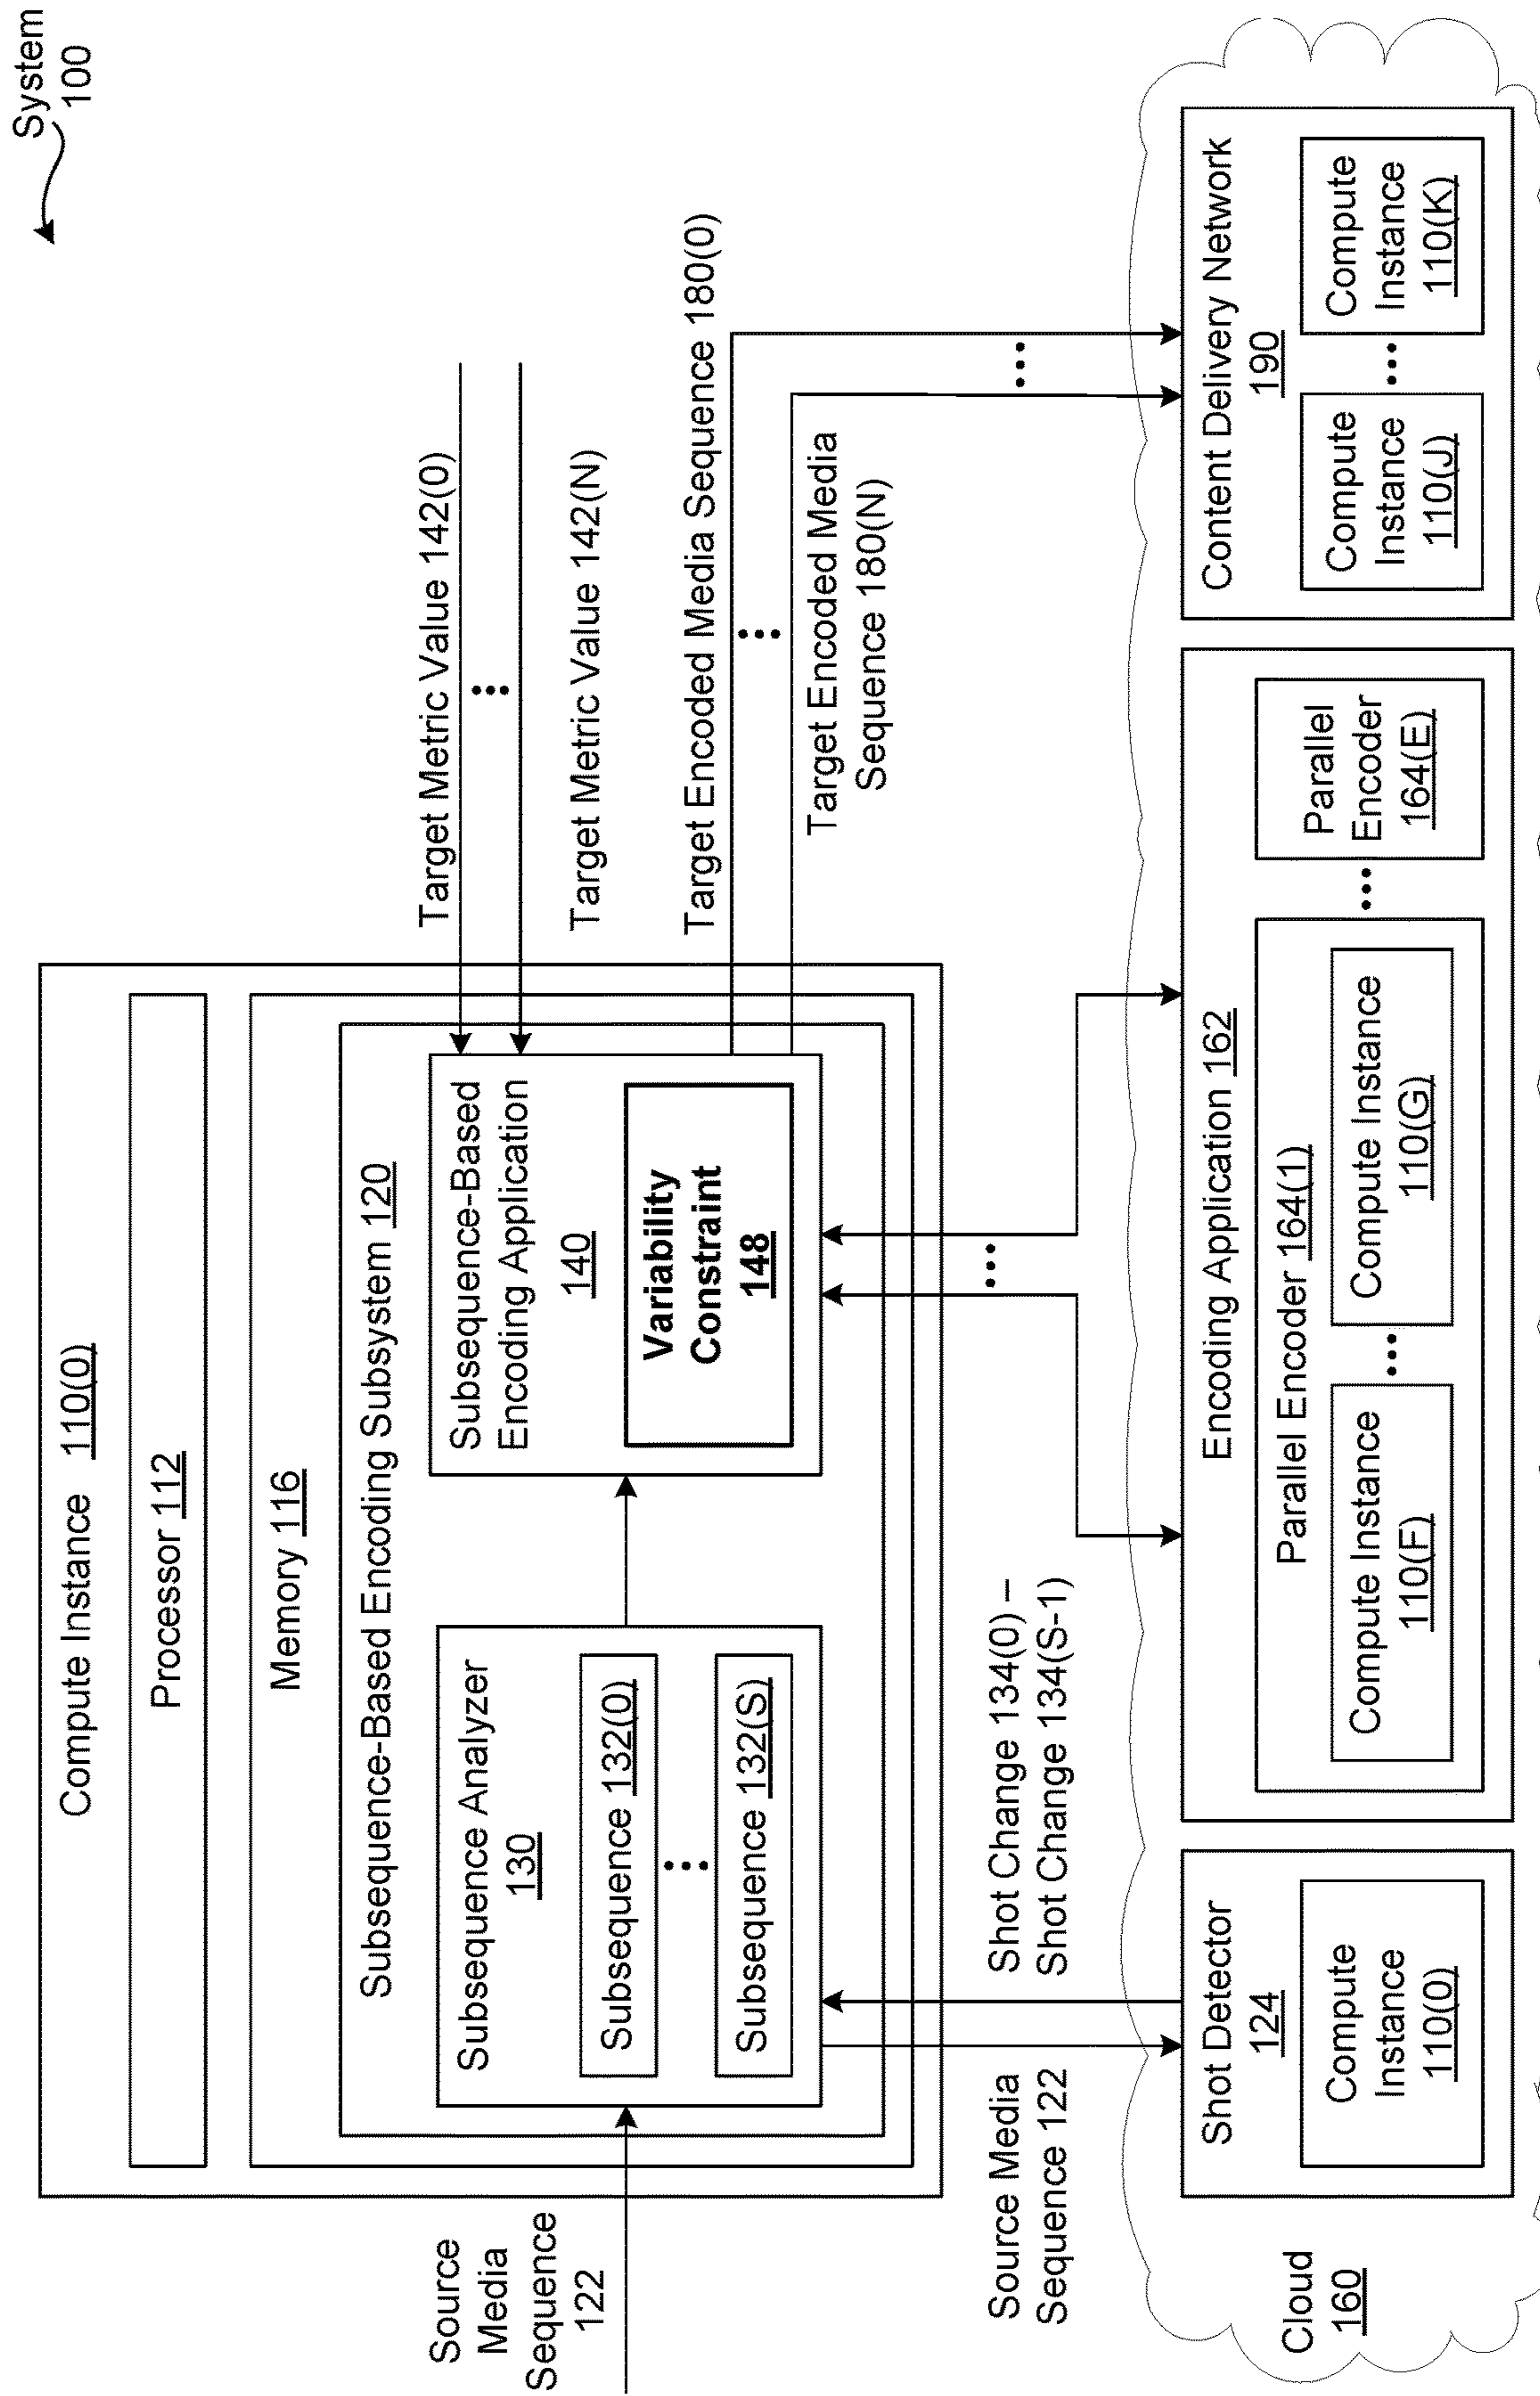 System
100
Compute Instance 110(0)
Processor 112
Memory 116
Subsequence-Based Encoding Subsystem 120
Source
Media
Sequence
122
Subsequence Analyzer
130
Subsequence 132(0)
•••
Subsequence 132(S)
Subsequence-Based
Encoding Application
140
Variability
Constraint
148
Target Metric Value 142(0)
•••
Target Metric Value 142(N)
Target Encoded Media Sequence 180(0)
•••
Target Encoded Media
Sequence 180(N)
•••
Source Media
Sequence 122
Shot Change 134(0) –
Shot Change 134(S-1)
•••
Cloud
160
Shot Detector
124
Compute
Instance
110(0)
Encoding Application 162
Parallel Encoder 164(1)
Compute Instance
110(F)
•••
Compute Instance
110(G)
•••
Parallel
Encoder
164(E)
Content Delivery Network
190
Compute
Instance
110(J)
•••
Compute
Instance
110(K)